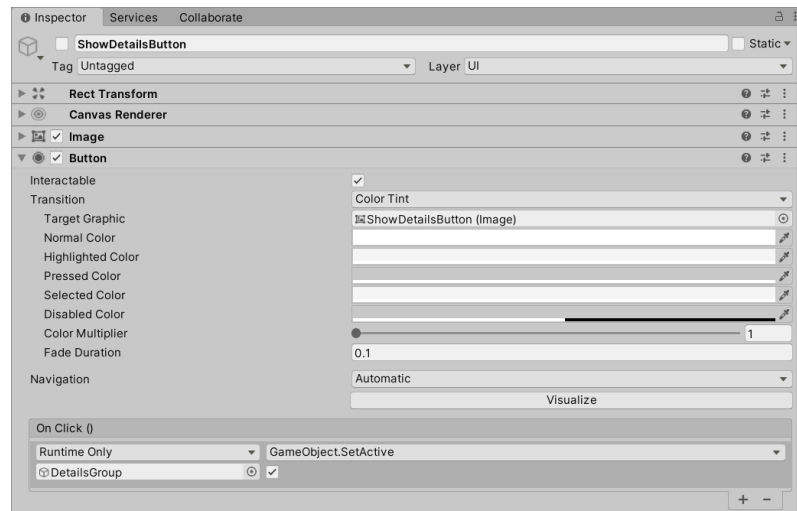 Inspector Services Collaborate
ShowDetailsButton Static
Tag Untagged Layer UI
Rect Transform
Canvas Renderer
Image
Button
Interactable
Transition Color Tint
Target Graphic ShowDetailsButton (Image)
Normal Color
Highlighted Color
Pressed Color
Selected Color
Disabled Color
Color Multiplier 1
Fade Duration 0.1
Navigation Automatic
Visualize
On Click ()
Runtime Only GameObject.SetActive
DetailsGroup